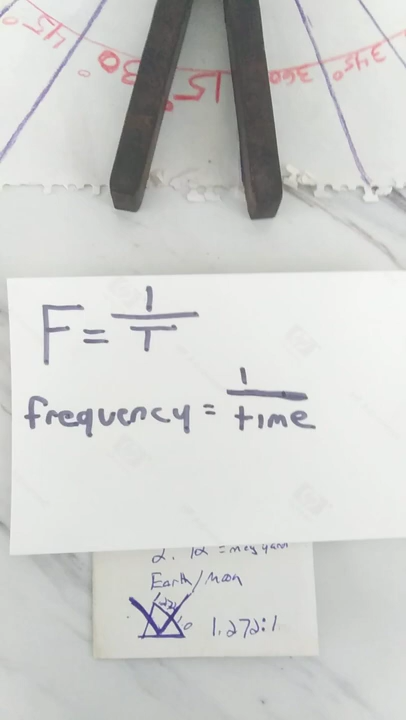 45° 30° 15° 360° 345°
F = 1/T
frequency = 1/time
Earth/Moon
1.272:1